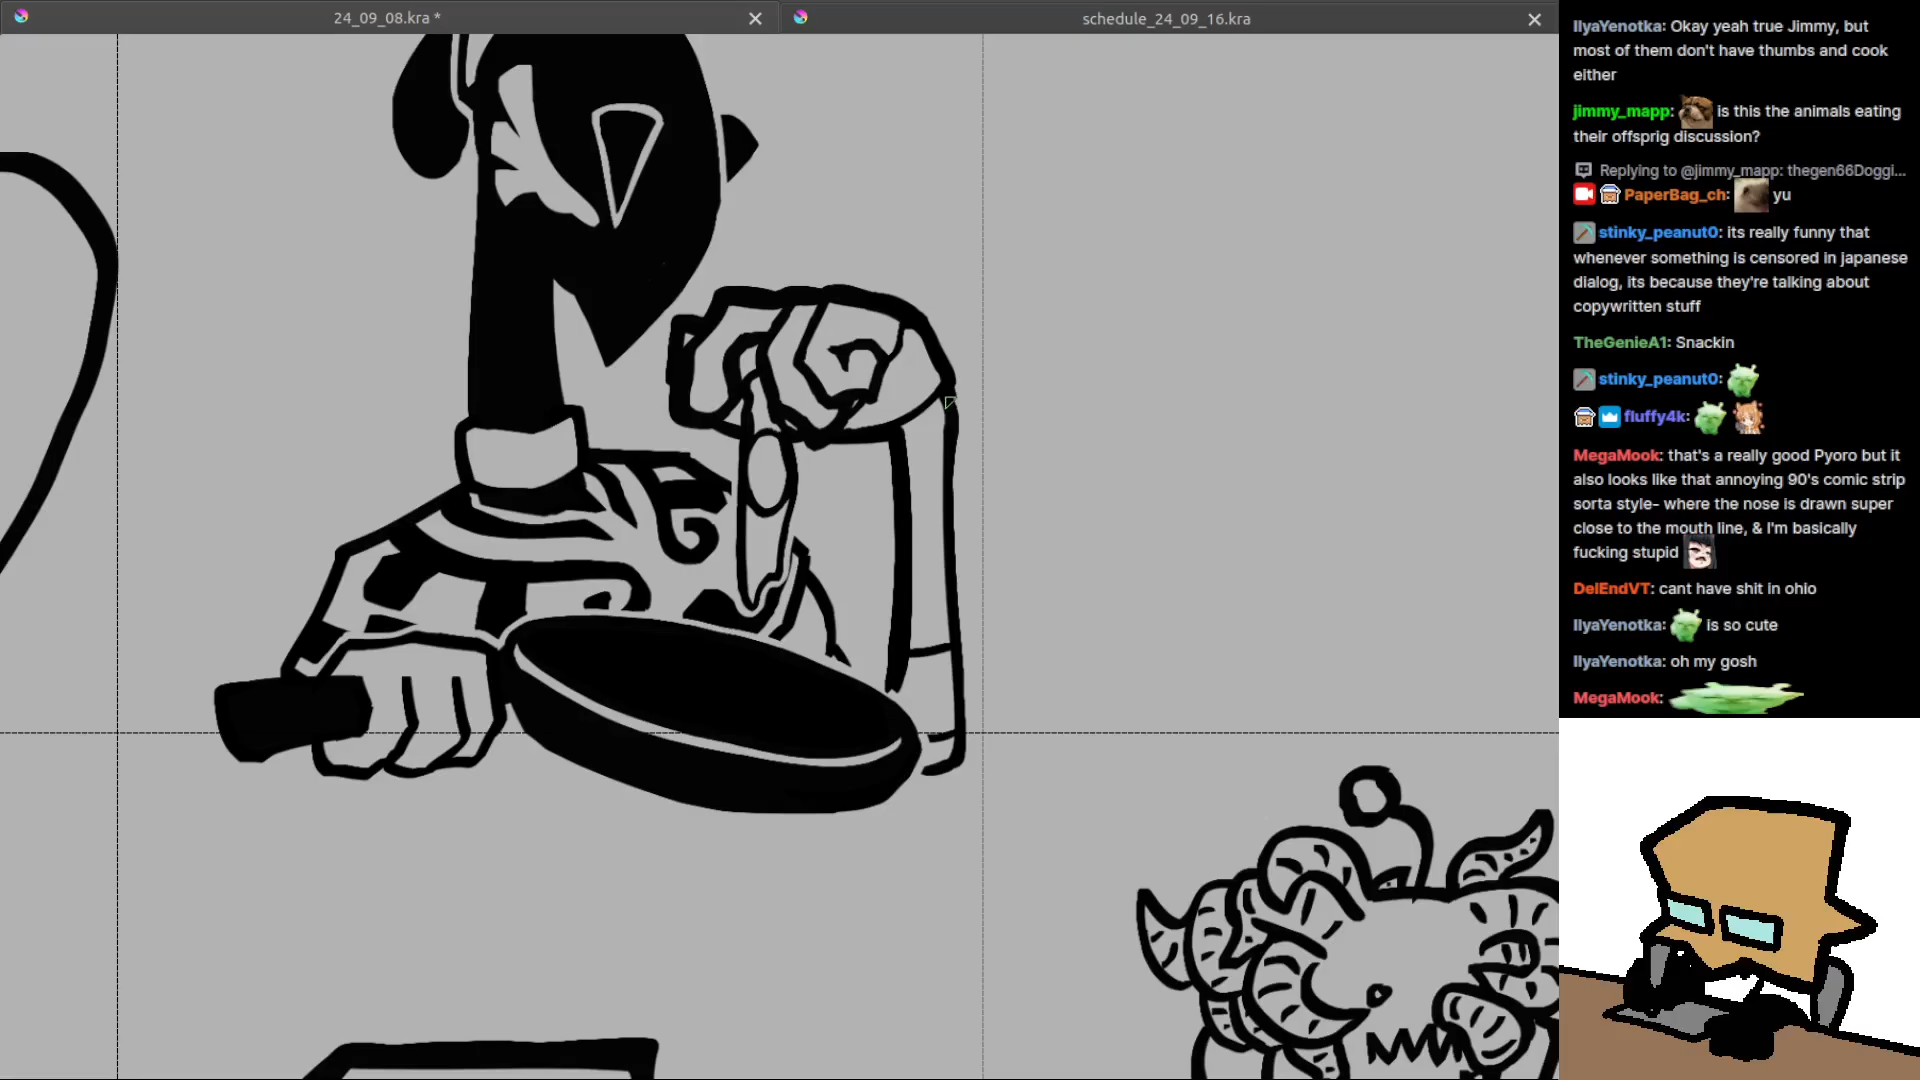 24_09_08.kra *
schedule_24_09_16.kra
IlyaYenotka: Okay yeah true Jimmy, but
most of them don't have thumbs and cook
either
jimmy_mapp: is this the animals eating
their offsprig discussion?
Replying to @jimmy_mapp: thegen66Doggi...
PaperBag_ch: yu
stinky_peanut0: its really funny that
whenever something is censored in japanese
dialog, its because they're talking about
copywritten stuff
TheGenieA1: Snackin
stinky_peanut0:
fluffy4k:
MegaMook: that's a really good Pyoro but it
also looks like that annoying 90's comic strip
sorta style- where the nose is drawn super
close to the mouth line, & I'm basically
fucking stupid
DelEndVT: cant have shit in ohio
IlyaYenotka: is so cute
IlyaYenotka: oh my gosh
MegaMook: